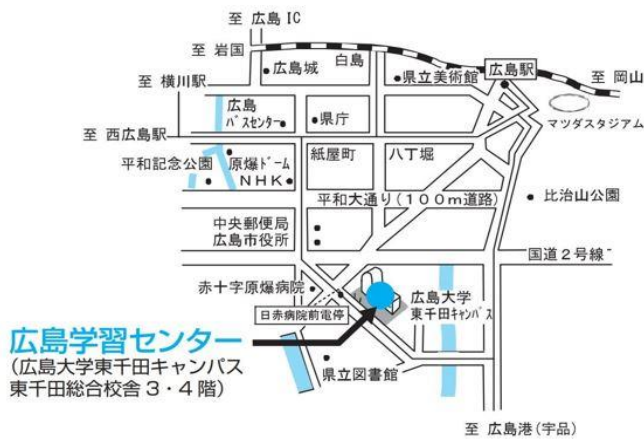 至 広島 IC
至 岩国
白島
広島城
県立美術館
広島駅
至 岡山
至 横川駅
広島
バスセンター
県庁
マツダスタジアム
至 西広島駅
平和記念公園
原爆ドーム
紙屋町
八丁堀
NHK
平和大通り(100m道路)
比治山公園
中央郵便局
広島市役所
国道2号線
赤十字原爆病院
広島大学
東千田キャンパス
日赤病院前電停
広島学習センター
(広島大学東千田キャンパス
東千田総合校舎 3・4 階)
県立図書館
至 広島港(宇品)